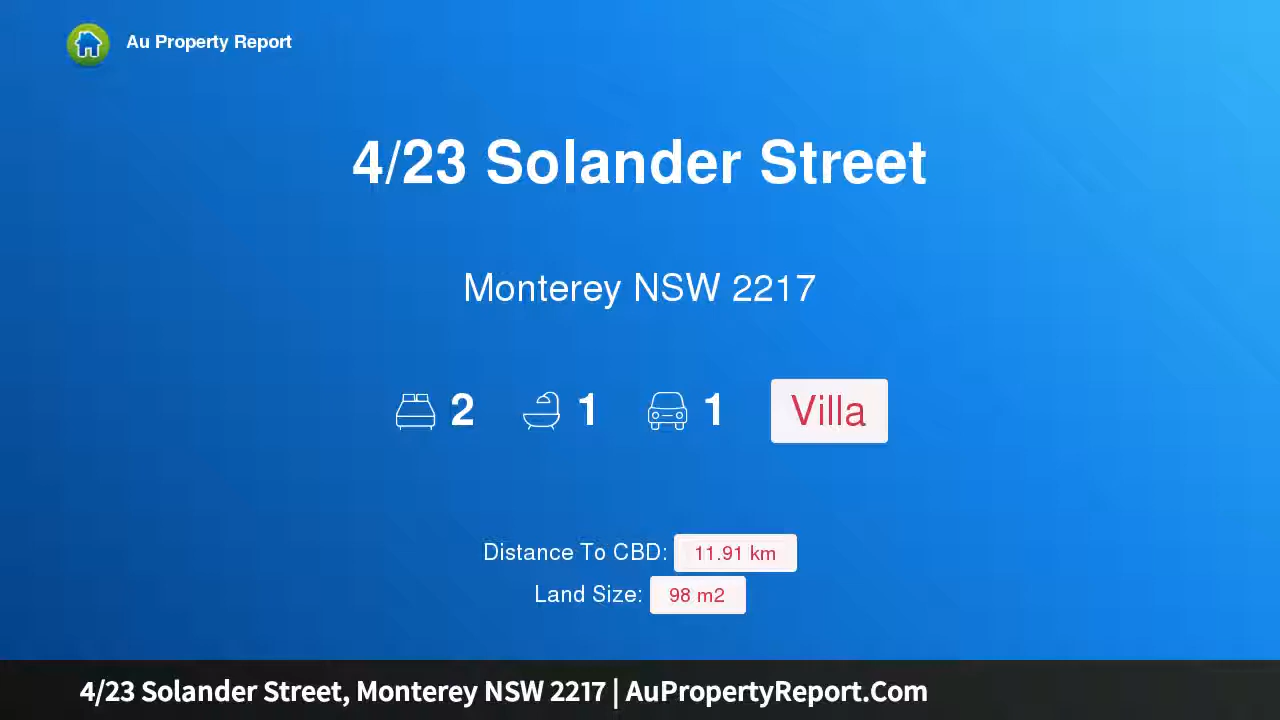 Au Property Report
4/23 Solander Street
Monterey NSW 2217
2 1 1 Villa
Distance To CBD: 11.91 km
Land Size: 98 m2
4/23 Solander Street, Monterey NSW 2217 | AuPropertyReport.Com